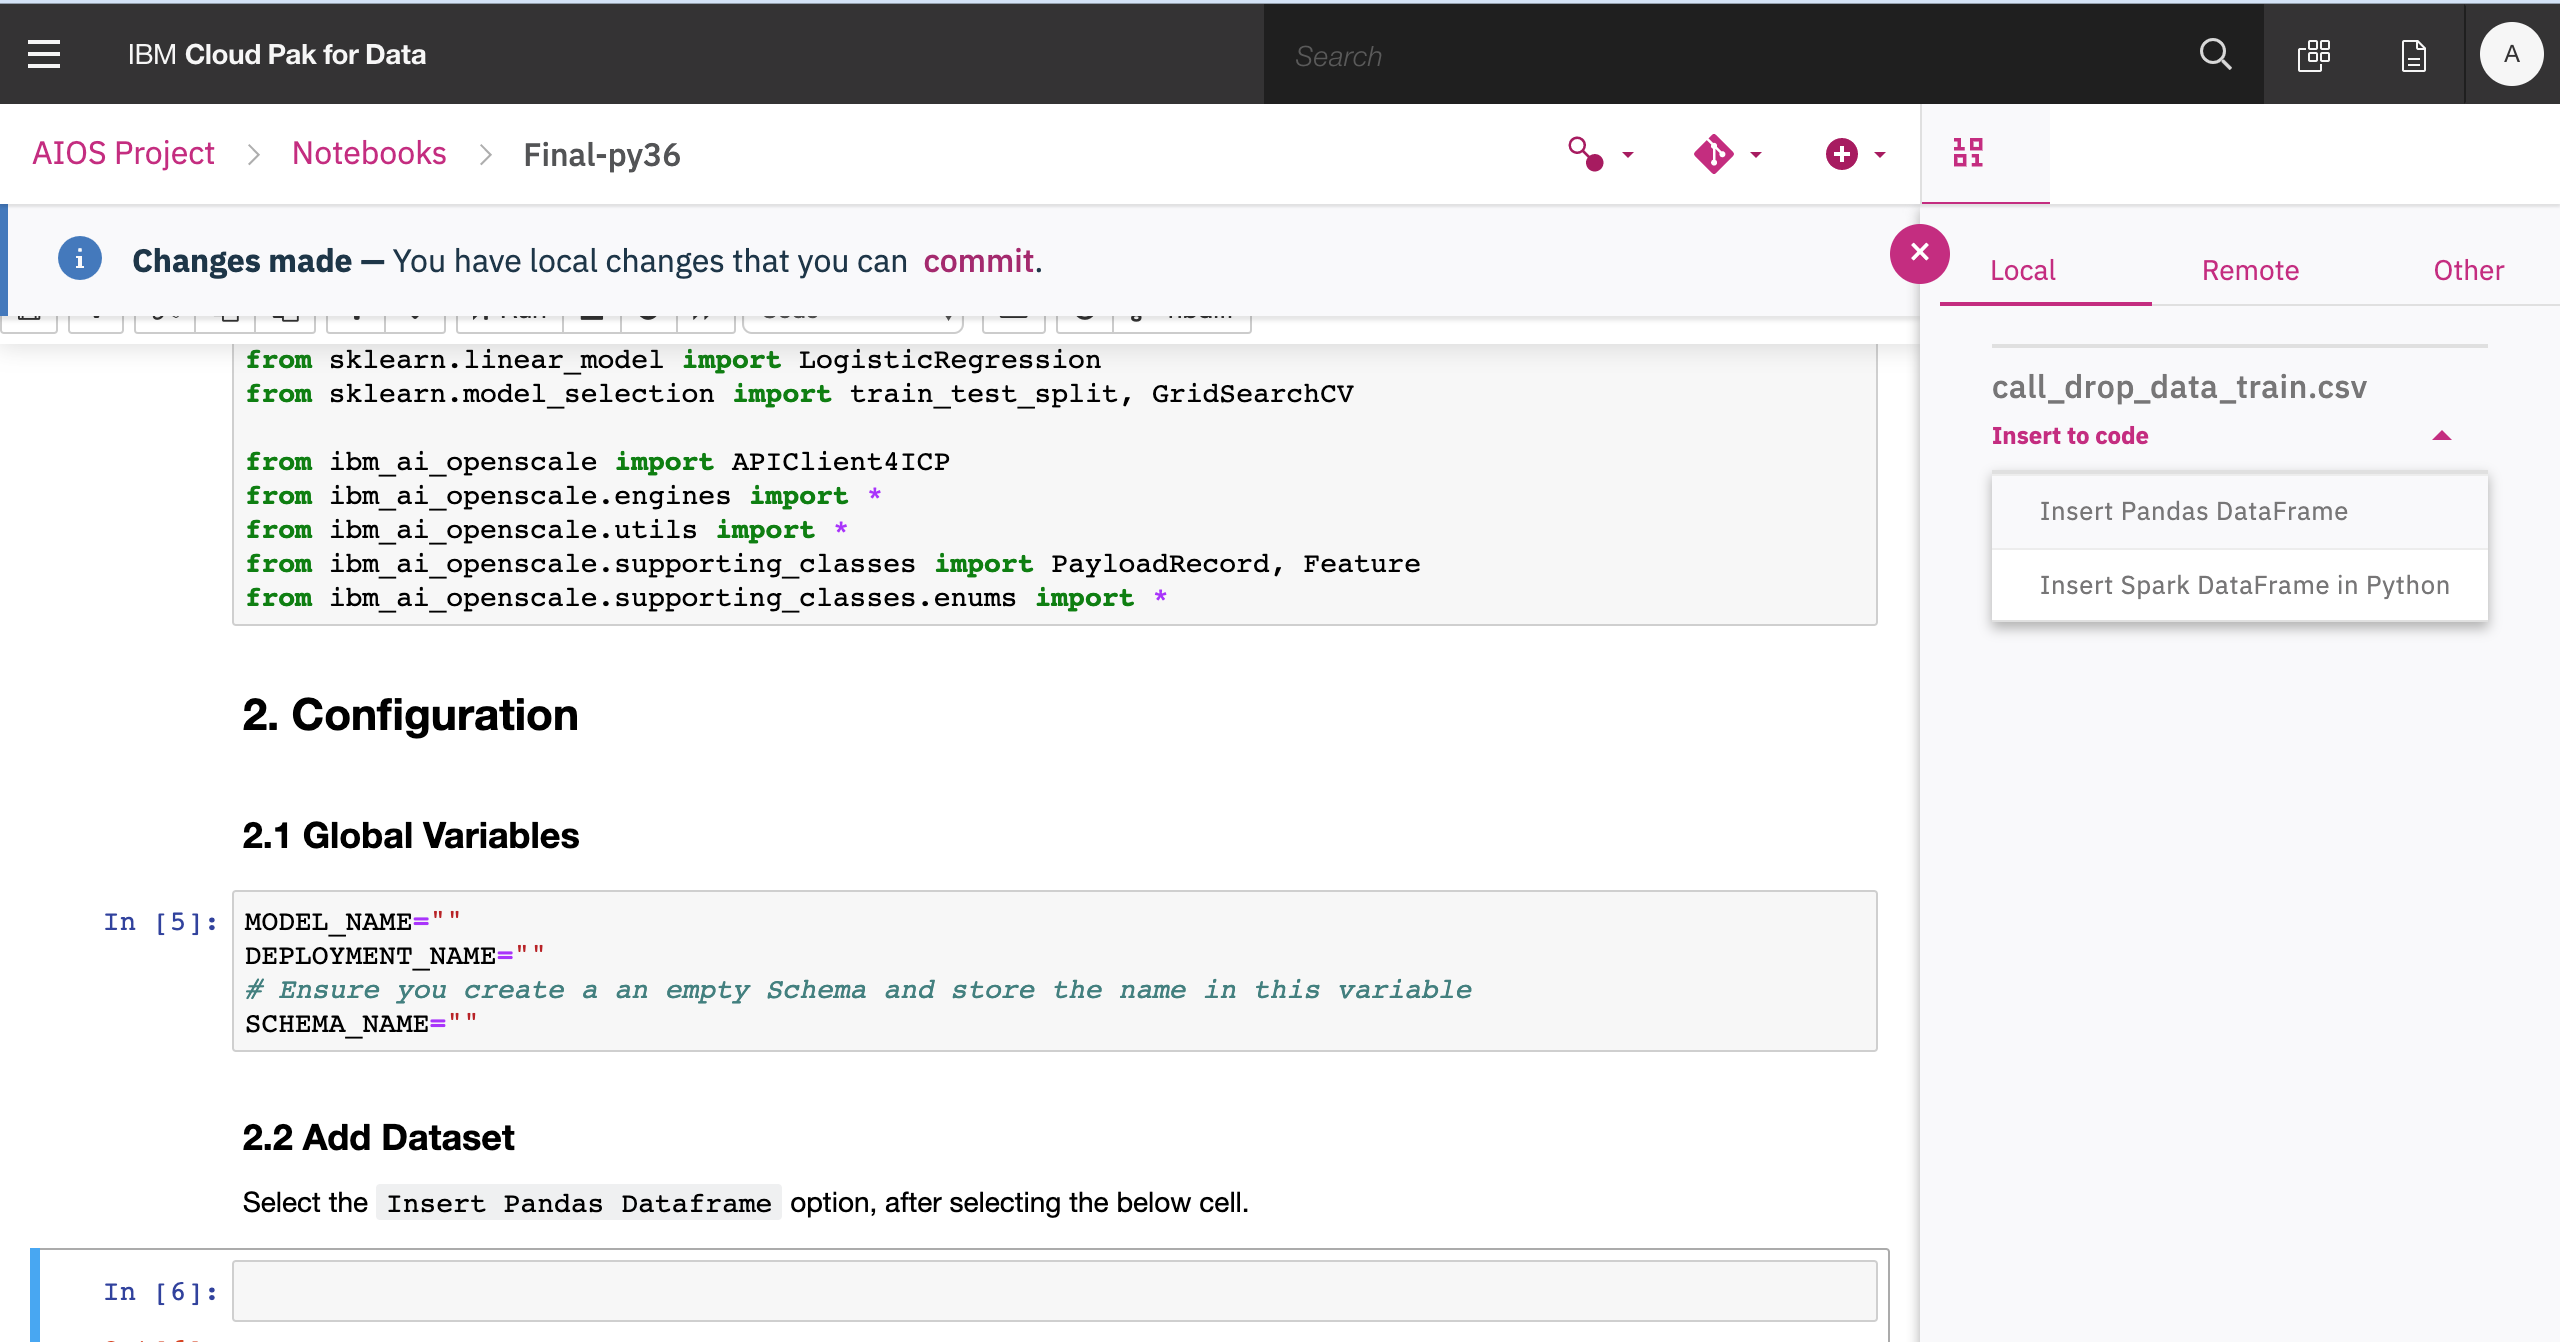 IBM Cloud Pak for Data
Search
A
AIOS Project
Notebooks
Final-py36
Changes made — You have local changes that you can commit.
Local
Remote
Other
call_drop_data_train.csv
Insert to code
Insert Pandas DataFrame
Insert Spark DataFrame in Python
from sklearn.linear_model import LogisticRegression
from sklearn.model_selection import train_test_split, GridSearchCV
from ibm_ai_openscale import APIClient4ICP
from ibm_ai_openscale.engines import *
from ibm_ai_openscale.utils import *
from ibm_ai_openscale.supporting_classes import PayloadRecord, Feature
from ibm_ai_openscale.supporting_classes.enums import *
2. Configuration
2.1 Global Variables
In [5]:
MODEL_NAME=""
DEPLOYMENT_NAME=""
# Ensure you create a an empty Schema and store the name in this variable
SCHEMA_NAME=""
2.2 Add Dataset
Select the Insert Pandas Dataframe option, after selecting the below cell.
In [6]: